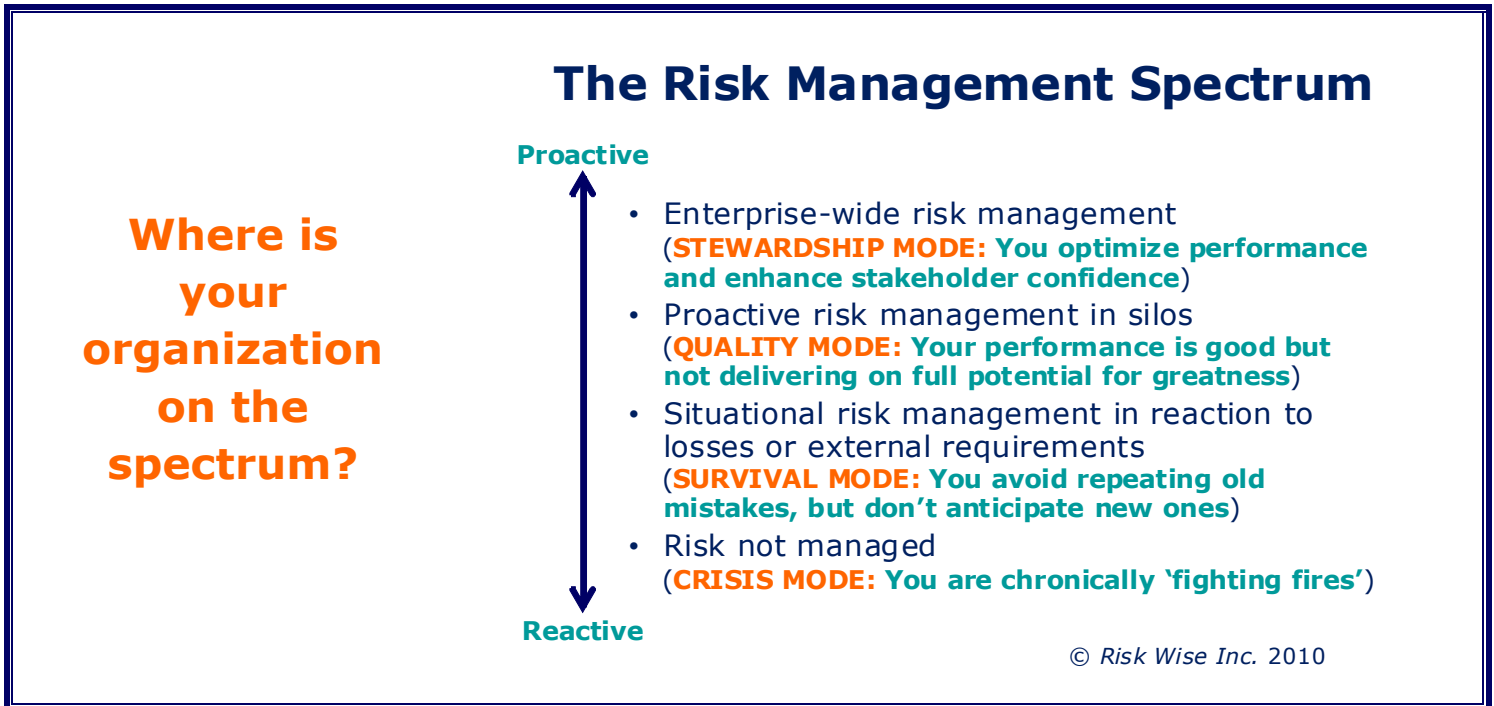 The Risk Management Spectrum
Where is
your
organization
on the
spectrum?
Proactive
• Enterprise-wide risk management
(STEWARDSHIP MODE: You optimize performance
and enhance stakeholder confidence)
• Proactive risk management in silos
(QUALITY MODE: Your performance is good but
not delivering on full potential for greatness)
• Situational risk management in reaction to
losses or external requirements
(SURVIVAL MODE: You avoid repeating old
mistakes, but don’t anticipate new ones)
• Risk not managed
(CRISIS MODE: You are chronically ‘fighting fires’)
Reactive
© Risk Wise Inc. 2010